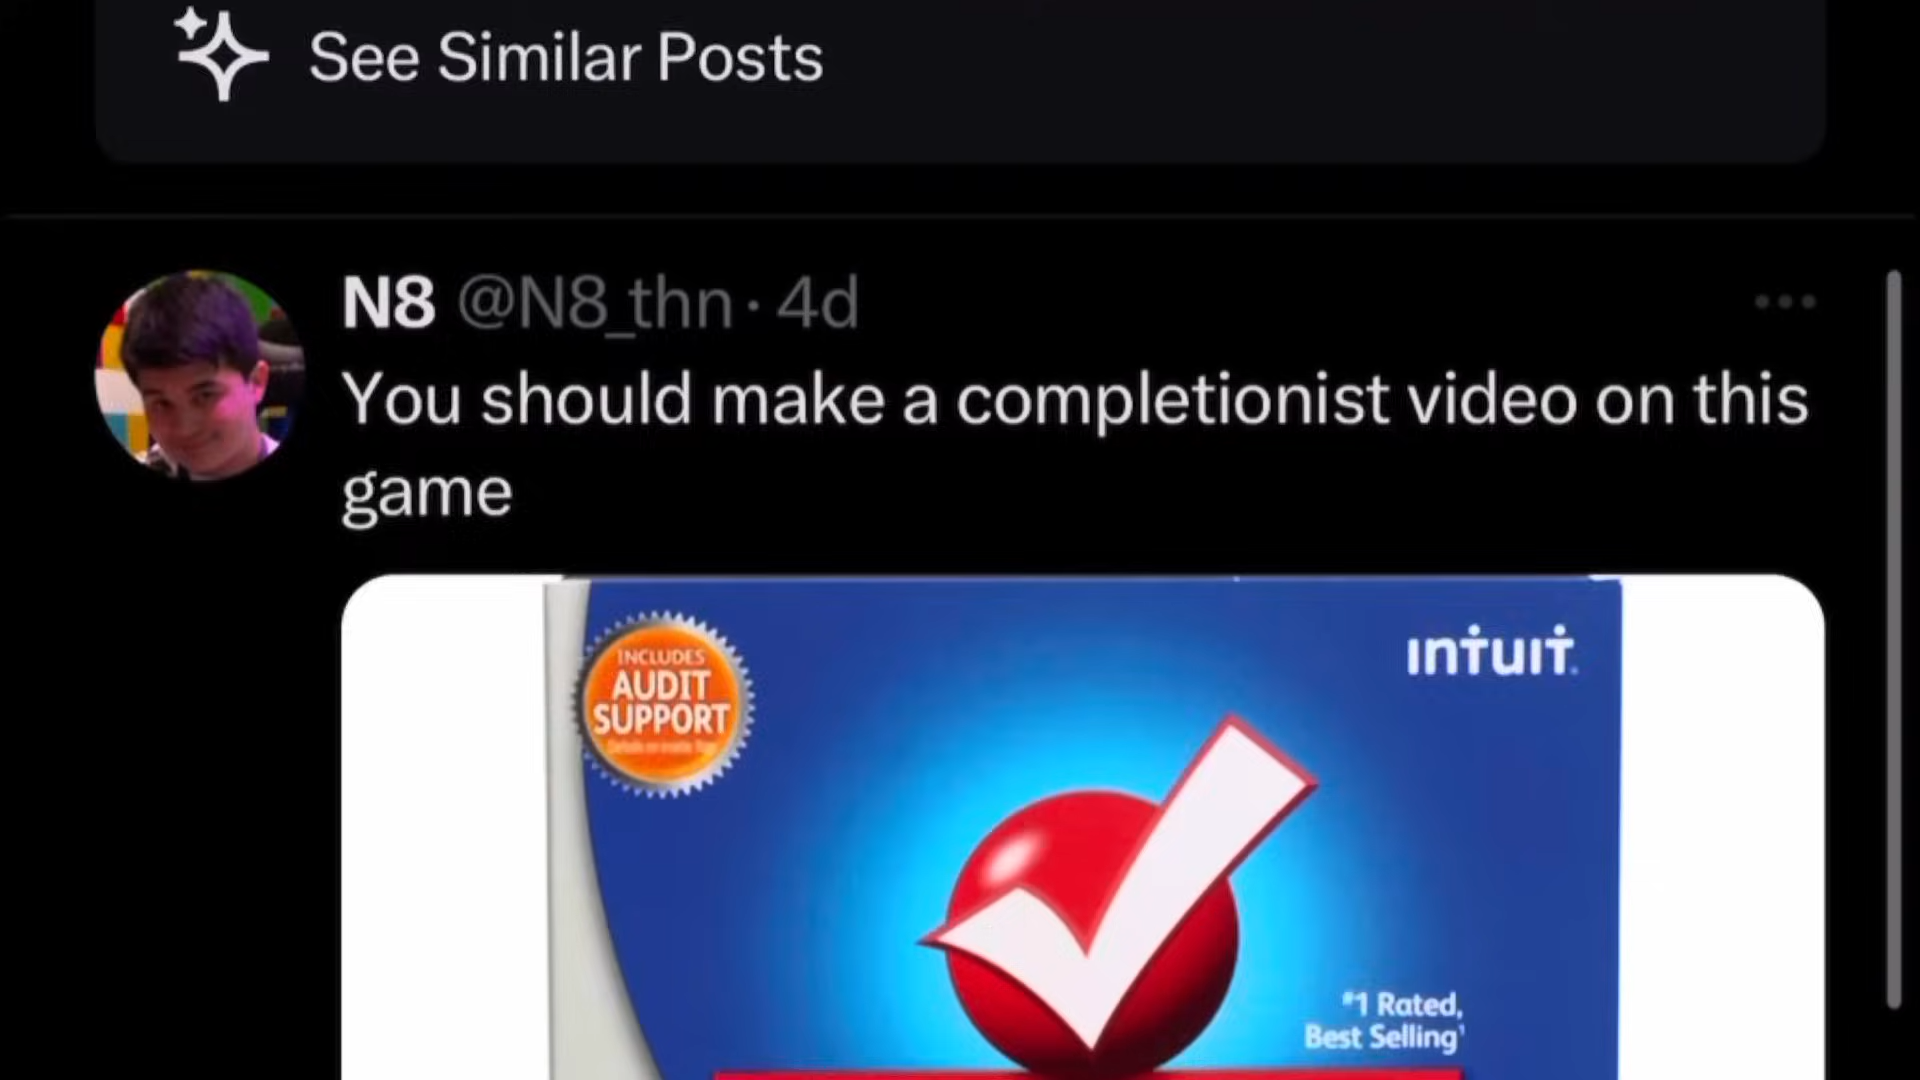 See Similar Posts
N8 @N8_thn · 4d
You should make a completionist video on this
game
INCLUDES
AUDIT
SUPPORT
intuit.
#1 Rated,
Best Selling¹